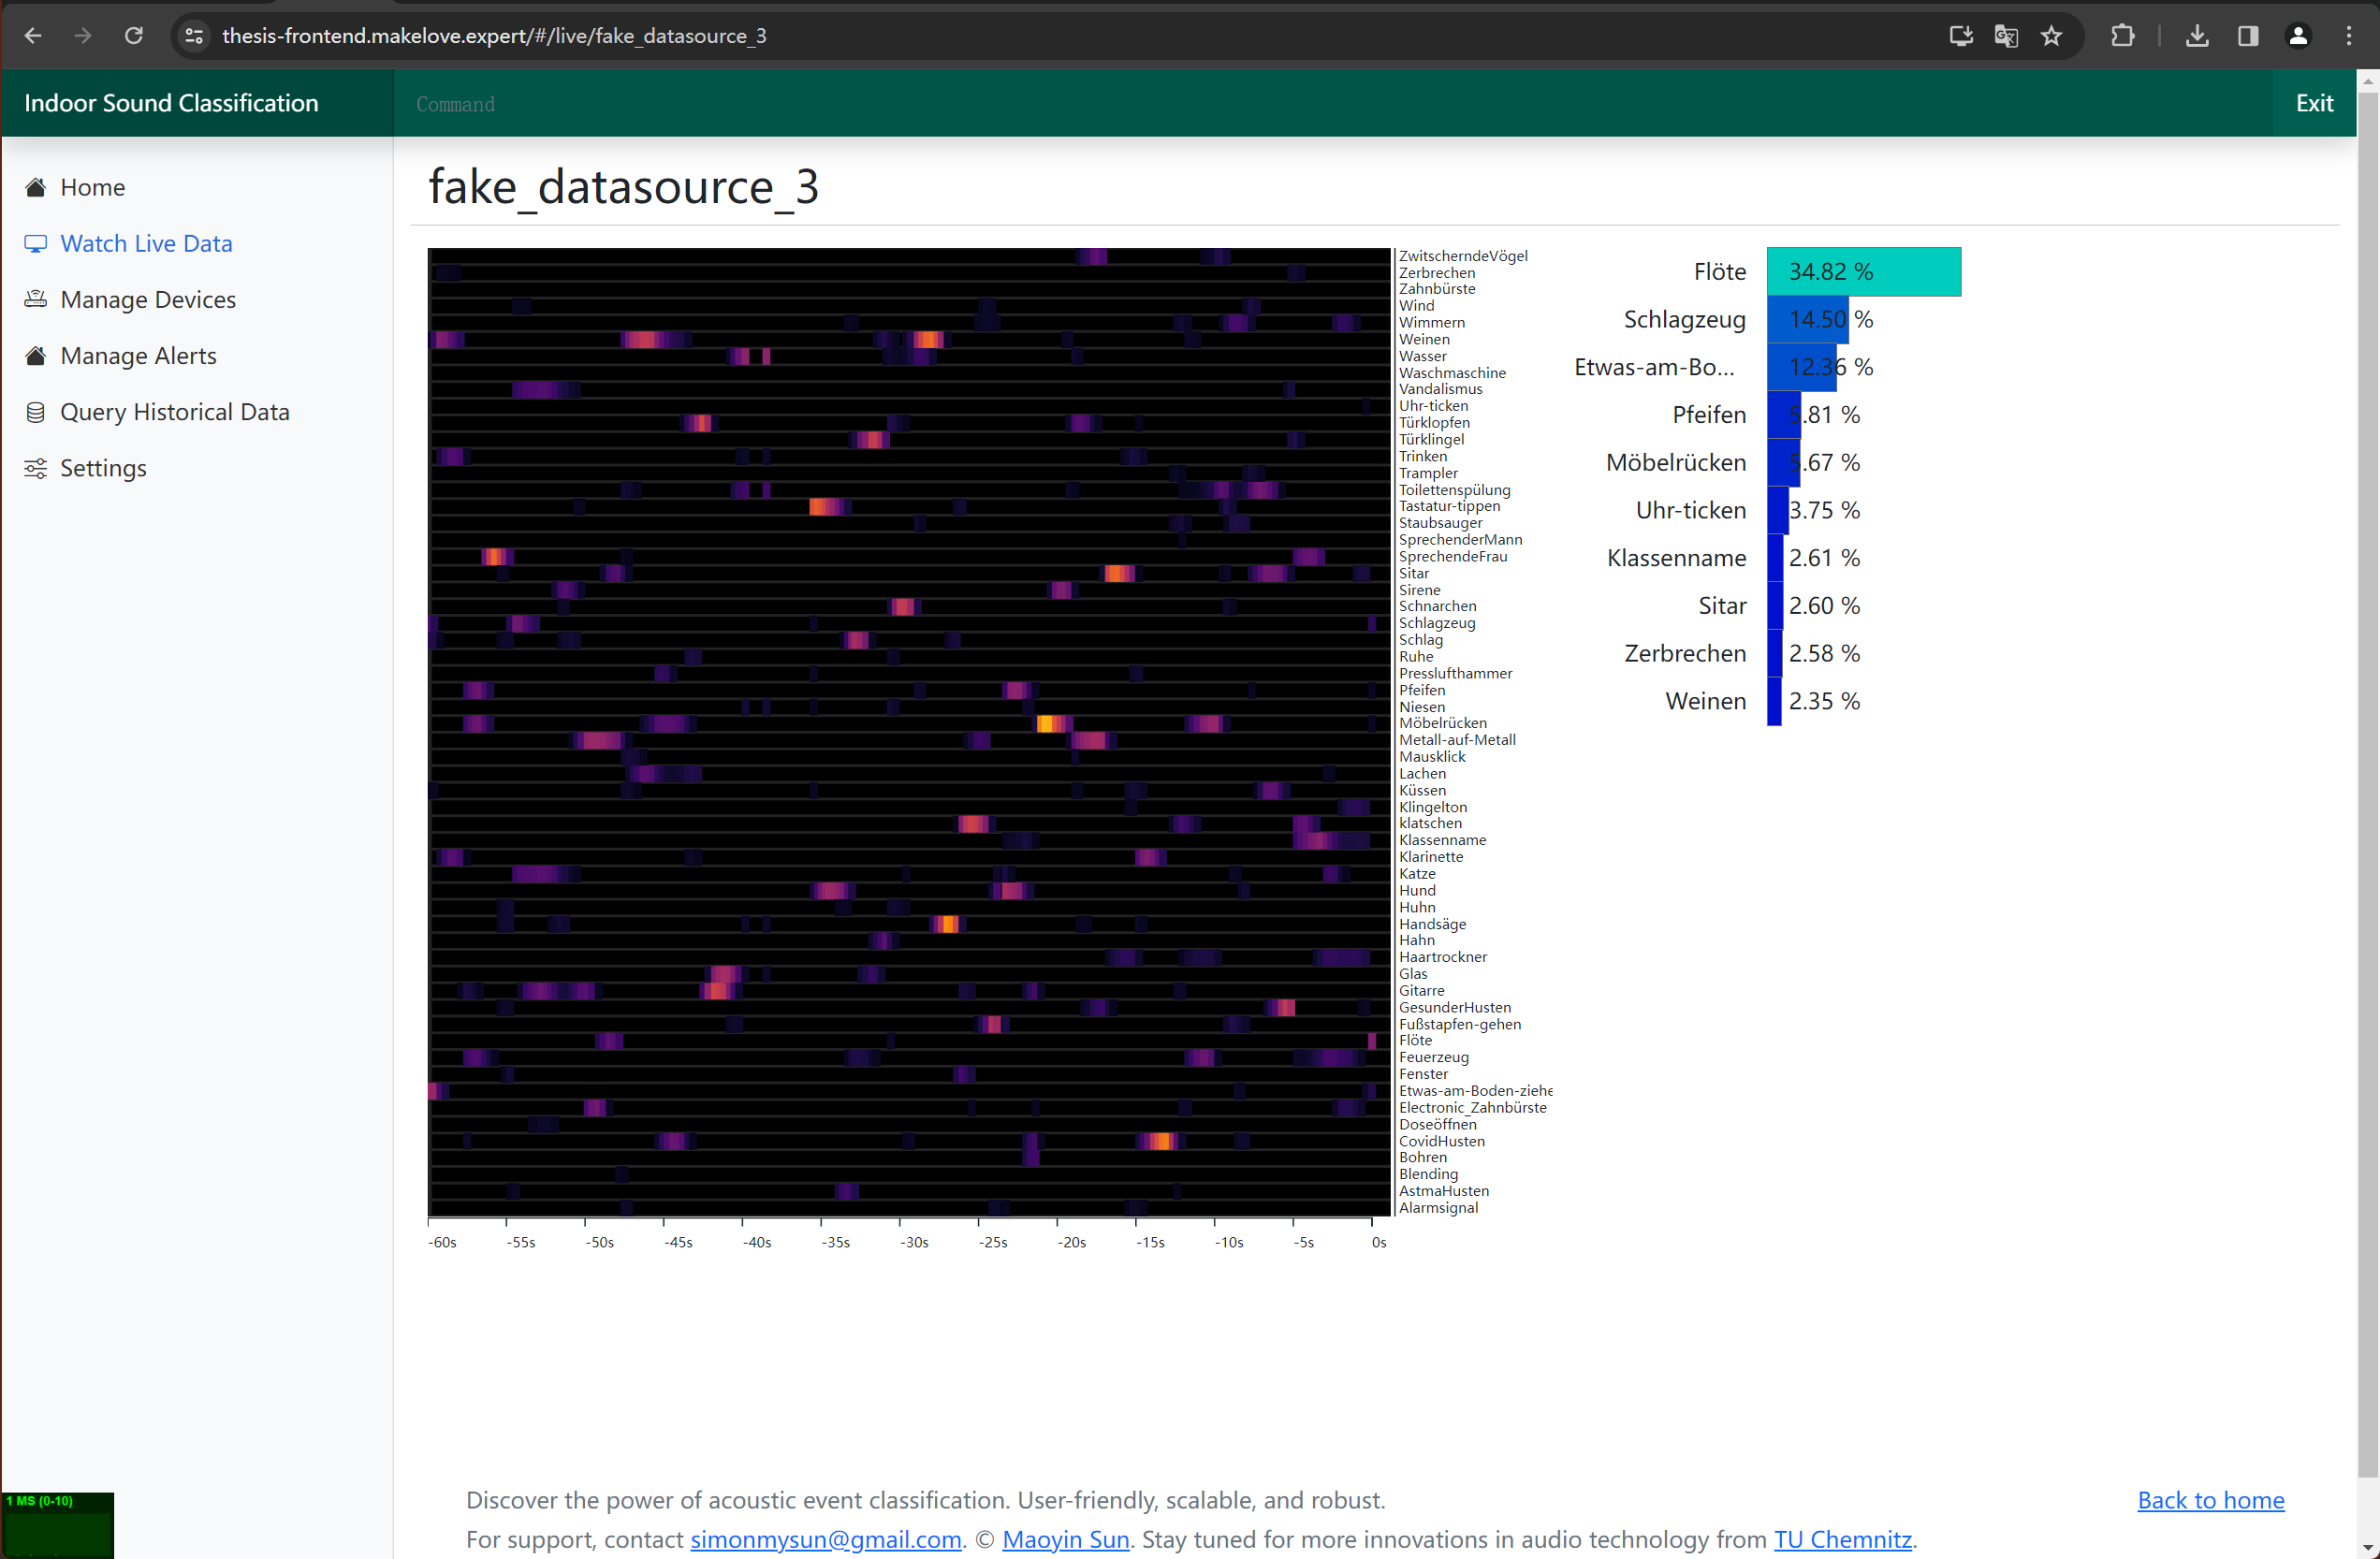 thesis-frontend.makelove.expert/#/live/fake_datasource_3
Indoor Sound Classification
Command
Exit
Home
Watch Live Data
Manage Devices
Manage Alerts
Query Historical Data
Settings
fake_datasource_3
ZwitscherndeVögel
Zerbrechen
Zahnbürste
Wind
Wimmern
Weinen
Wasser
Waschmaschine
Vandalismus
Uhr-ticken
Türklopfen
Türklingel
Trinken
Trampler
Toilettenspülung
Tastatur-tippen
Staubsauger
SprechenderMann
SprechendeFrau
Sitar
Sirene
Schnarchen
Schlagzeug
Schlag
Ruhe
Presslufthammer
Pfeifen
Niesen
Möbelrücken
Metall-auf-Metall
Mausklick
Lachen
Küssen
Klingelton
klatschen
Klassenname
Klarinette
Katze
Hund
Huhn
Handsäge
Hahn
Haartrockner
Glas
Gitarre
GesunderHusten
Fußstapfen-gehen
Flöte
Feuerzeug
Fenster
Etwas-am-Boden-ziehe
Electronic_Zahnbürste
Doseöffnen
CovidHusten
Bohren
Blending
AstmaHusten
Alarmsignal
-60s -55s -50s -45s -40s -35s -30s -25s -20s -15s -10s -5s 0s
Flöte 34.82 %
Schlagzeug 14.50 %
Etwas-am-Bo... 12.36 %
Pfeifen 5.81 %
Möbelrücken 5.67 %
Uhr-ticken 3.75 %
Klassenname 2.61 %
Sitar 2.60 %
Zerbrechen 2.58 %
Weinen 2.35 %
1 MS (0-10)
Discover the power of acoustic event classification. User-friendly, scalable, and robust.
Back to home
For support, contact simonmysun@gmail.com. © Maoyin Sun. Stay tuned for more innovations in audio technology from TU Chemnitz.